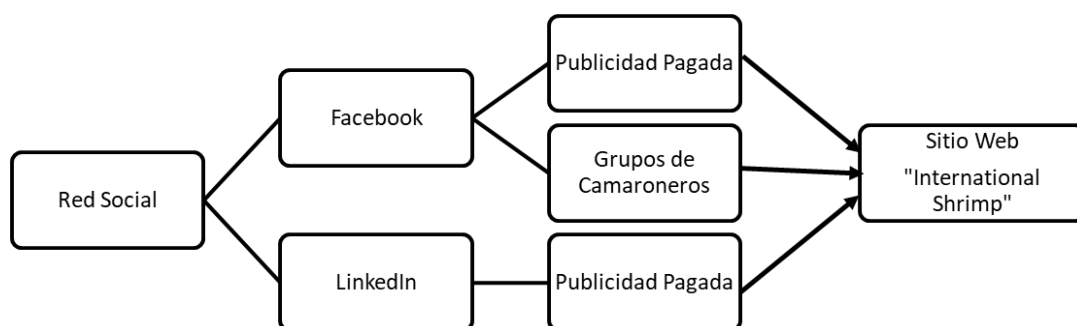 Red Social
Facebook
LinkedIn
Publicidad Pagada
Grupos de
Camaroneros
Publicidad Pagada
Sitio Web
"International
Shrimp"